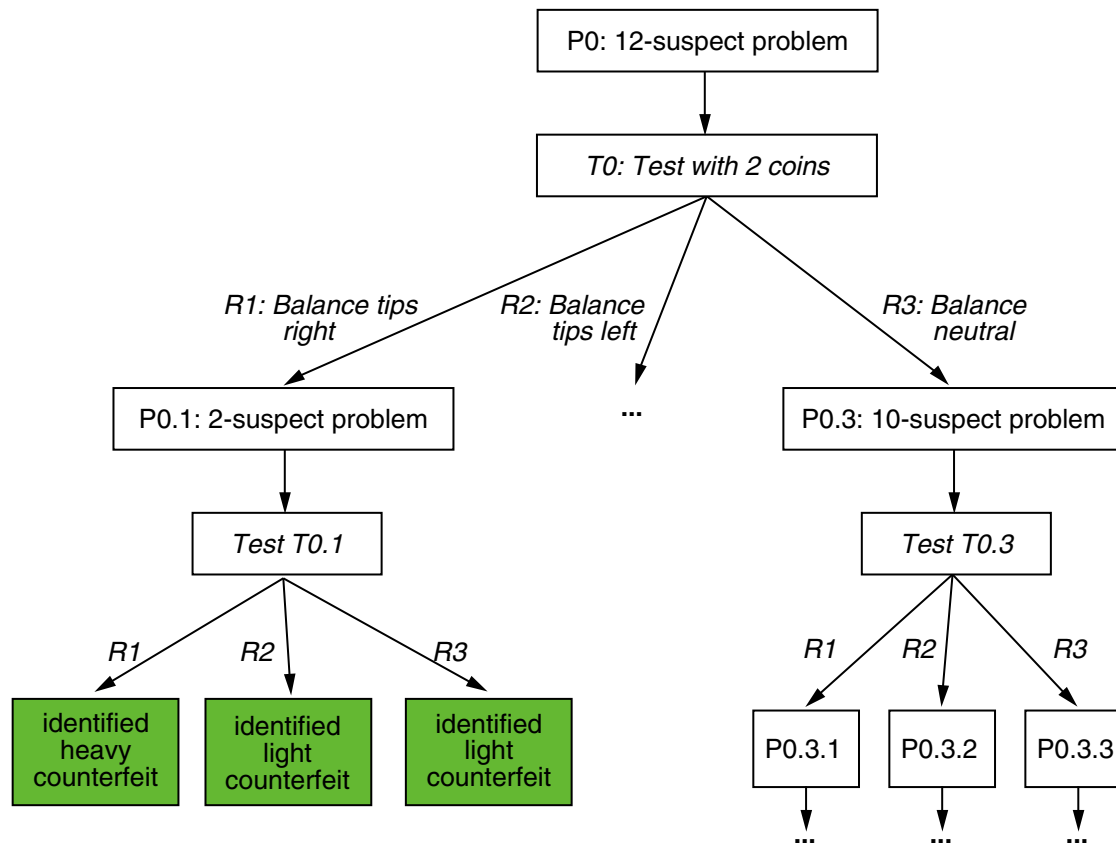 P0: 12-suspect problem
T0: Test with 2 coins
R1: Balance tips
right
R2: Balance
tips left
R3: Balance
neutral
P0.1: 2-suspect problem
...
P0.3: 10-suspect problem
Test T0.1
Test T0.3
R1
R2
R3
R1
R2
R3
identified
heavy
counterfeit
identified
light
counterfeit
identified
light
counterfeit
P0.3.1
P0.3.2
P0.3.3
...
...
...